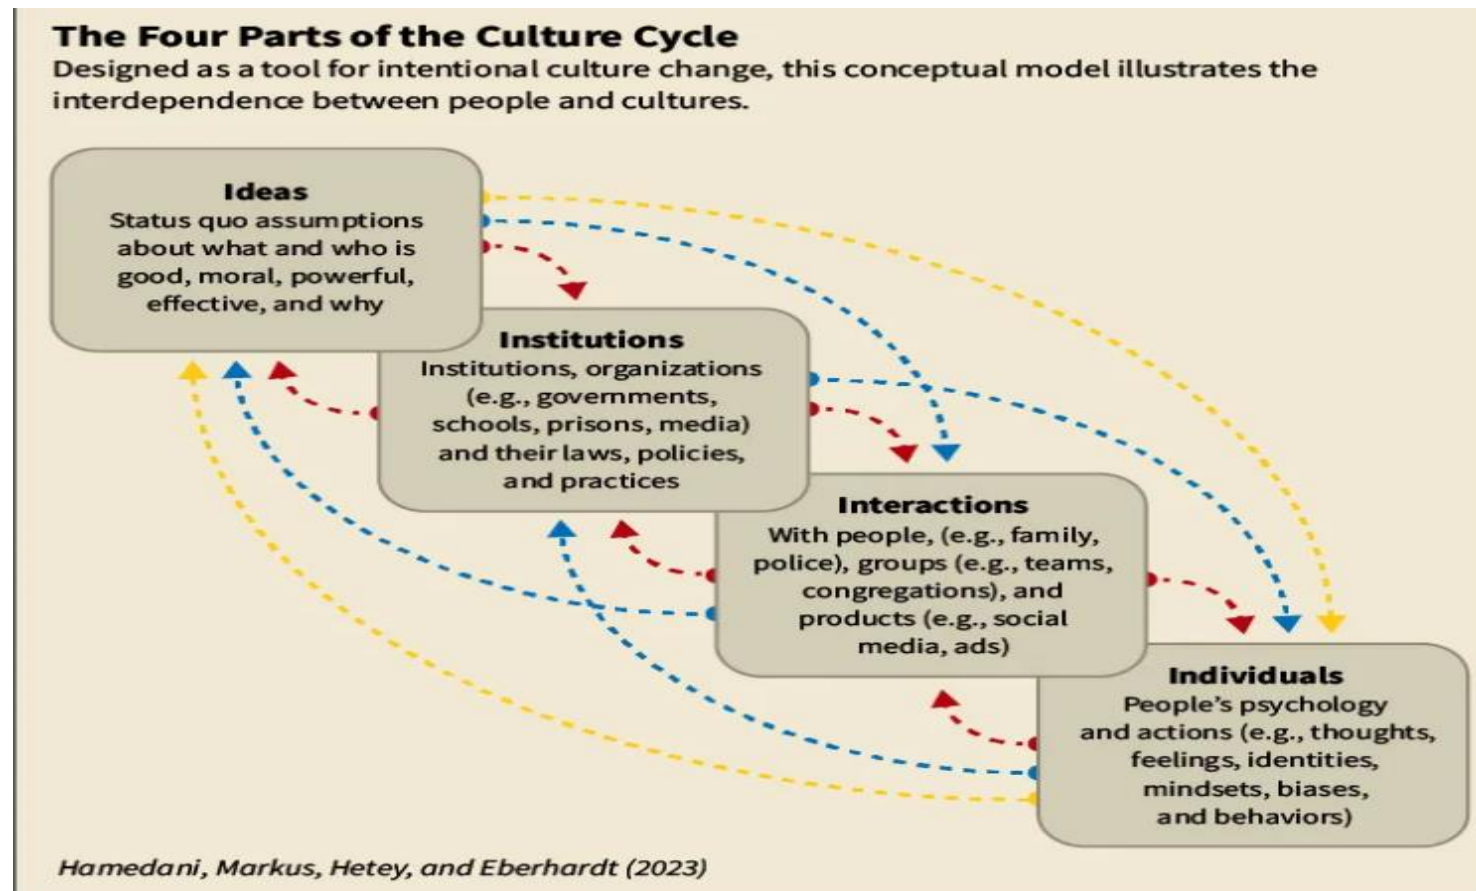 The Four Parts of the Culture Cycle
Designed as a tool for intentional culture change, this conceptual model illustrates the
interdependence between people and cultures.
Ideas
Status quo assumptions
about what and who is
good, moral, powerful,
effective, and why
Institutions
Institutions, organizations
(e.g., governments,
schools, prisons, media)
and their laws, policies,
and practices
Interactions
With people, (e.g., family,
police), groups (e.g., teams,
congregations), and
products (e.g., social
media, ads)
Individuals
People's psychology
and actions (e.g., thoughts,
feelings, identities,
mindsets, biases,
and behaviors)
Hamedani, Markus, Hetey, and Eberhardt (2023)